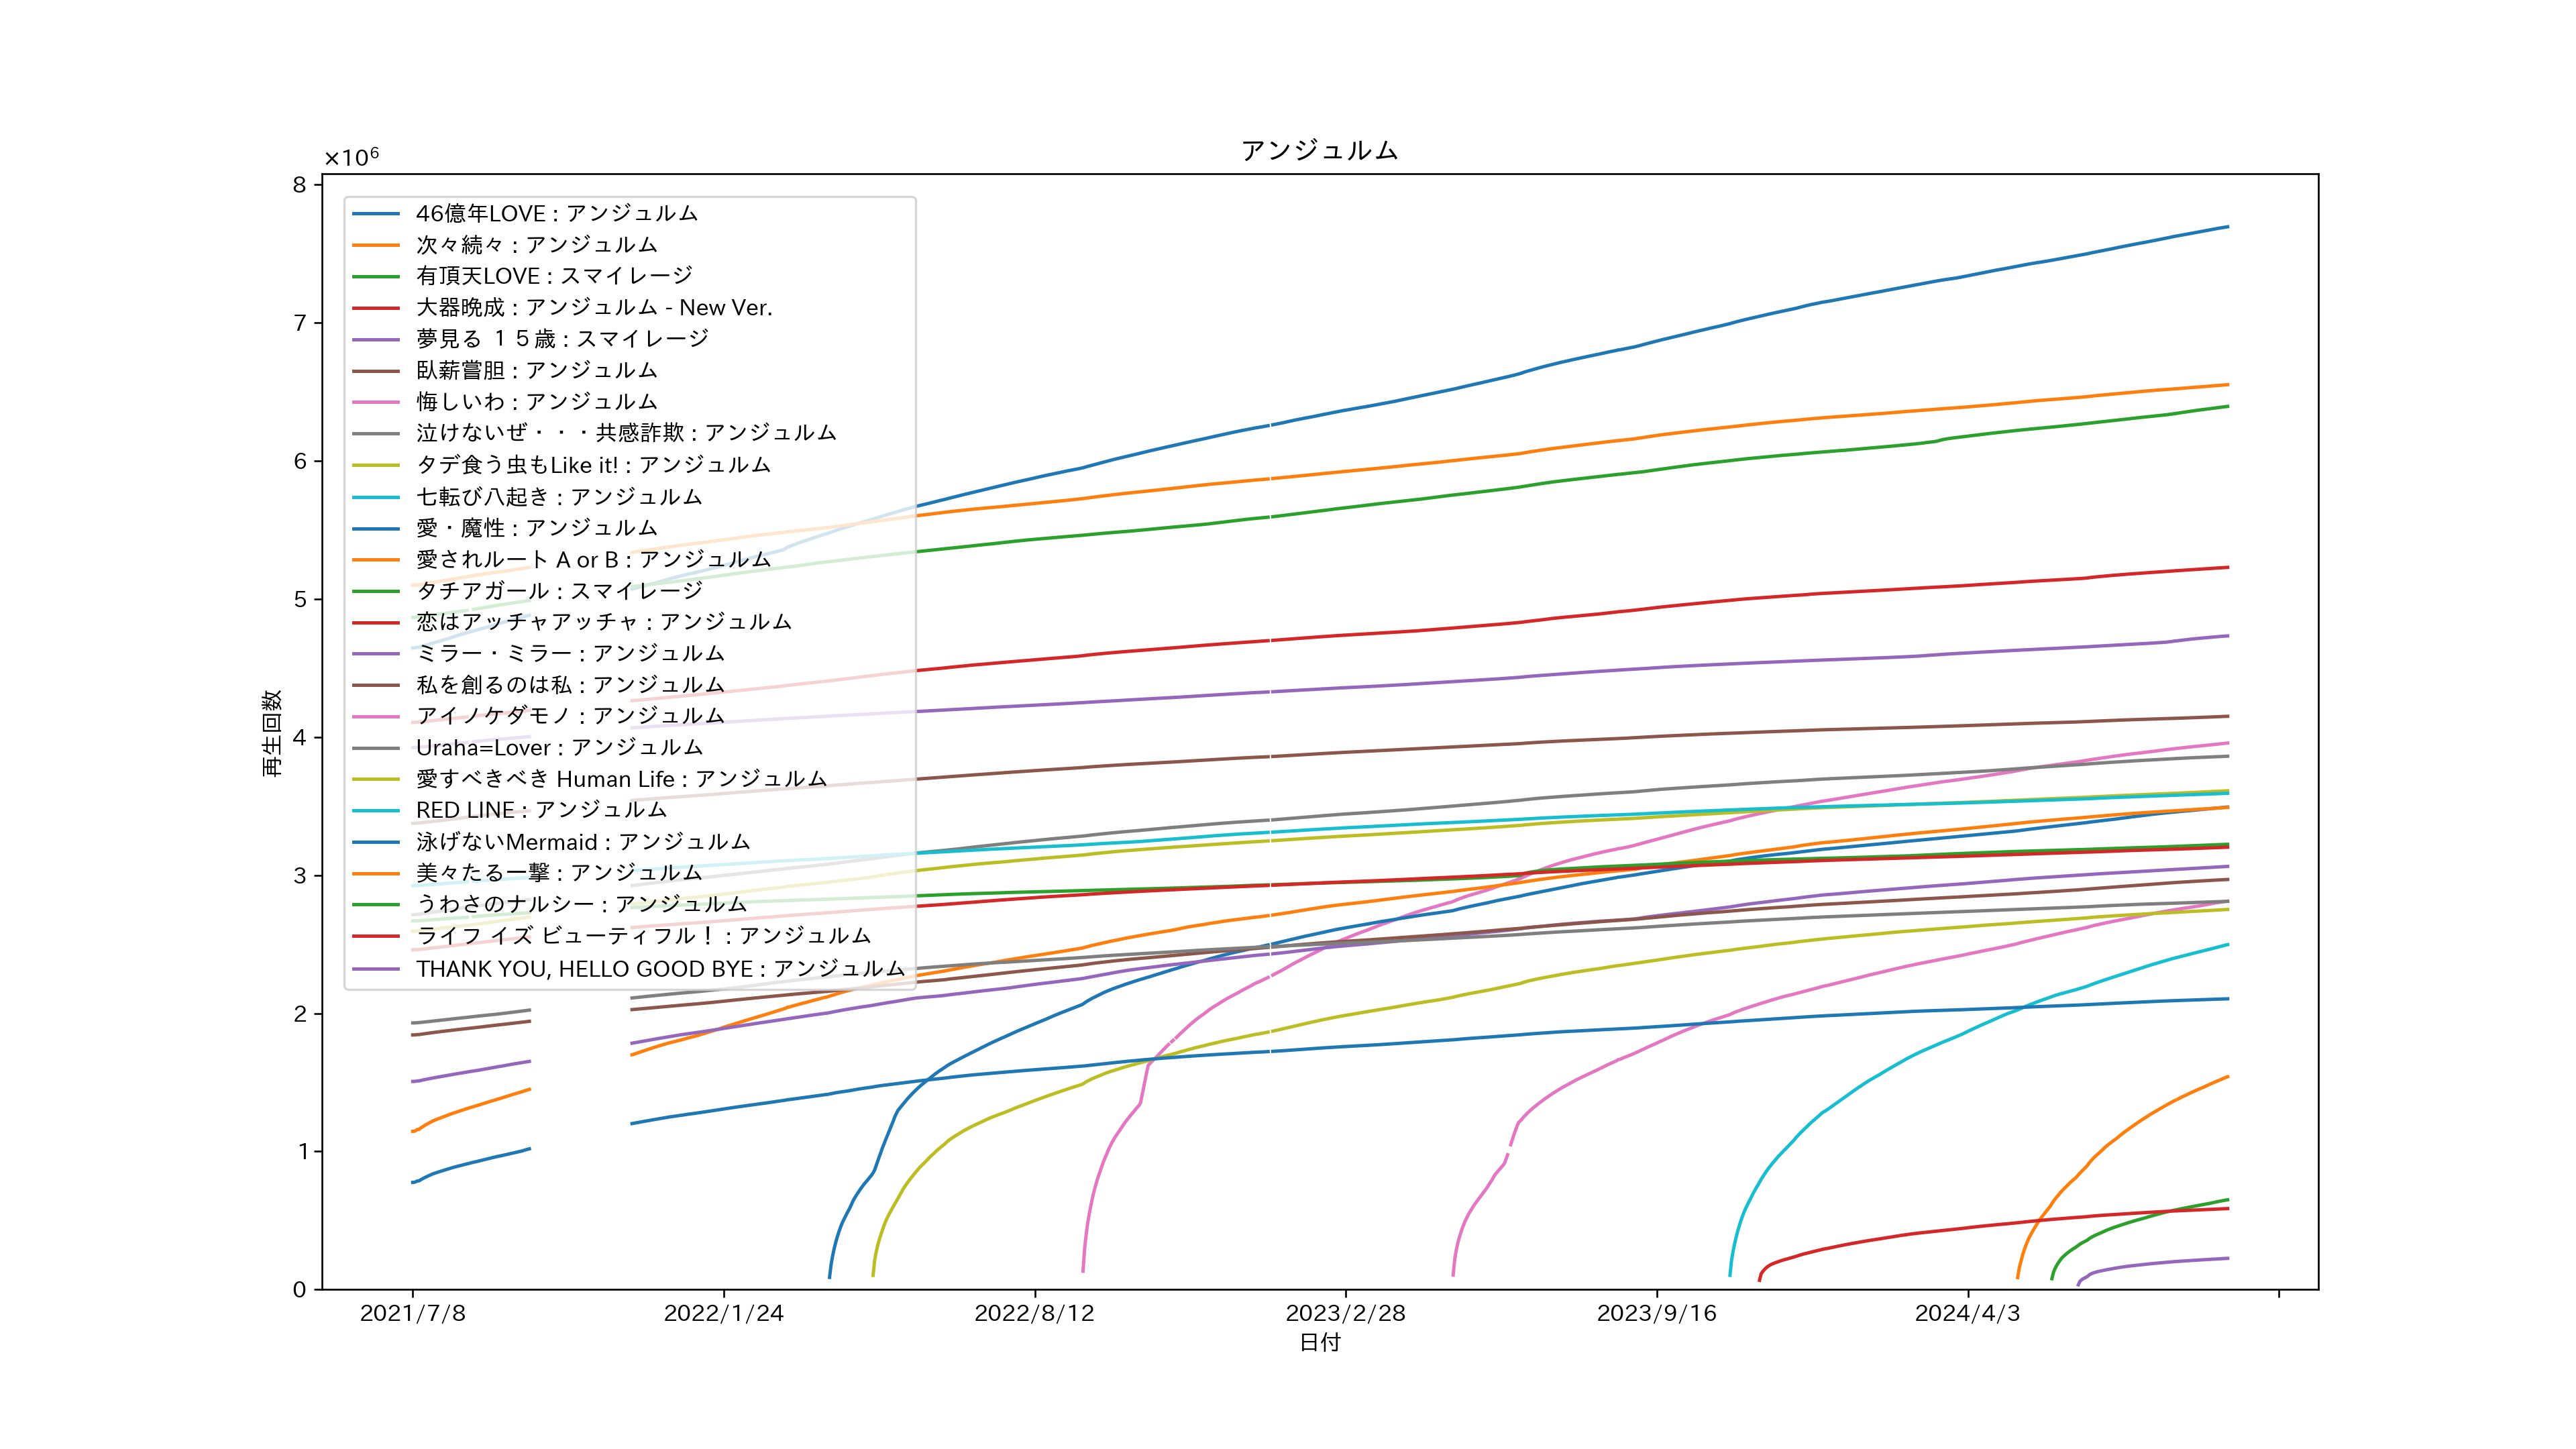 アンジュルム
×10⁶
8
7
6
5
4
3
2
1
0
再生回数
46億年LOVE : アンジュルム
次々続々 : アンジュルム
有頂天LOVE : スマイレージ
大器晩成 : アンジュルム - New Ver.
夢見る １５歳 : スマイレージ
臥薪嘗胆 : アンジュルム
悔しいわ : アンジュルム
泣けないぜ・・・共感詐欺 : アンジュルム
タデ食う虫もLike it! : アンジュルム
七転び八起き : アンジュルム
愛・魔性 : アンジュルム
愛されルート A or B : アンジュルム
タチアガール : スマイレージ
恋はアッチャアッチャ : アンジュルム
ミラー・ミラー : アンジュルム
私を創るのは私 : アンジュルム
アイノケダモノ : アンジュルム
Uraha=Lover : アンジュルム
愛すべきべき Human Life : アンジュルム
RED LINE : アンジュルム
泳げないMermaid : アンジュルム
美々たる一撃 : アンジュルム
うわさのナルシー : アンジュルム
ライフ イズ ビューティフル！ : アンジュルム
THANK YOU, HELLO GOOD BYE : アンジュルム
2021/7/8 2022/1/24 2022/8/12 2023/2/28 2023/9/16 2024/4/3
日付